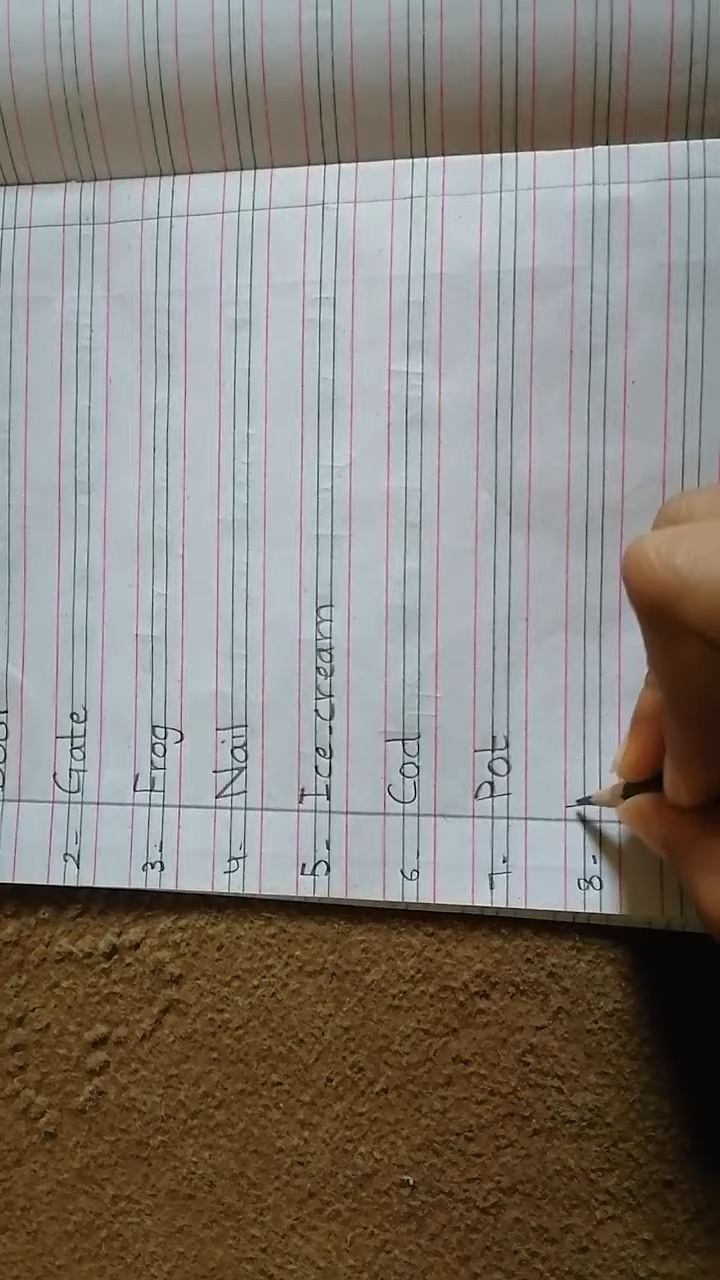 2- Gate
3- Frog
4- Nail
5- Ice-cream
6- Cod
7- Pot
8-